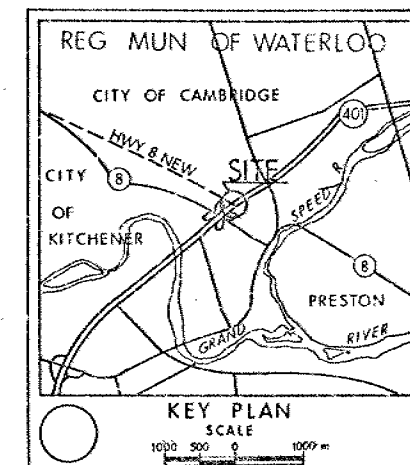 REG MUN OF WATERLOO
CITY OF CAMBRIDGE
401
HWY 8 NEW
SITE
CITY
8
SPEED R
OF
KITCHENER
8
PRESTON
GRAND
RIVER
KEY PLAN
SCALE
1000 500 0 1000 m